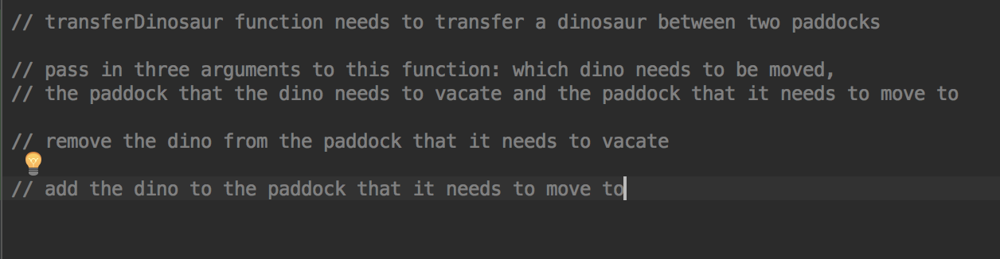 // transferDinosaur function needs to transfer a dinosaur between two paddocks
// pass in three arguments to this function: which dino needs to be moved,
// the paddock that the dino needs to vacate and the paddock that it needs to move to
// remove the dino from the paddock that it needs to vacate
// add the dino to the paddock that it needs to move to